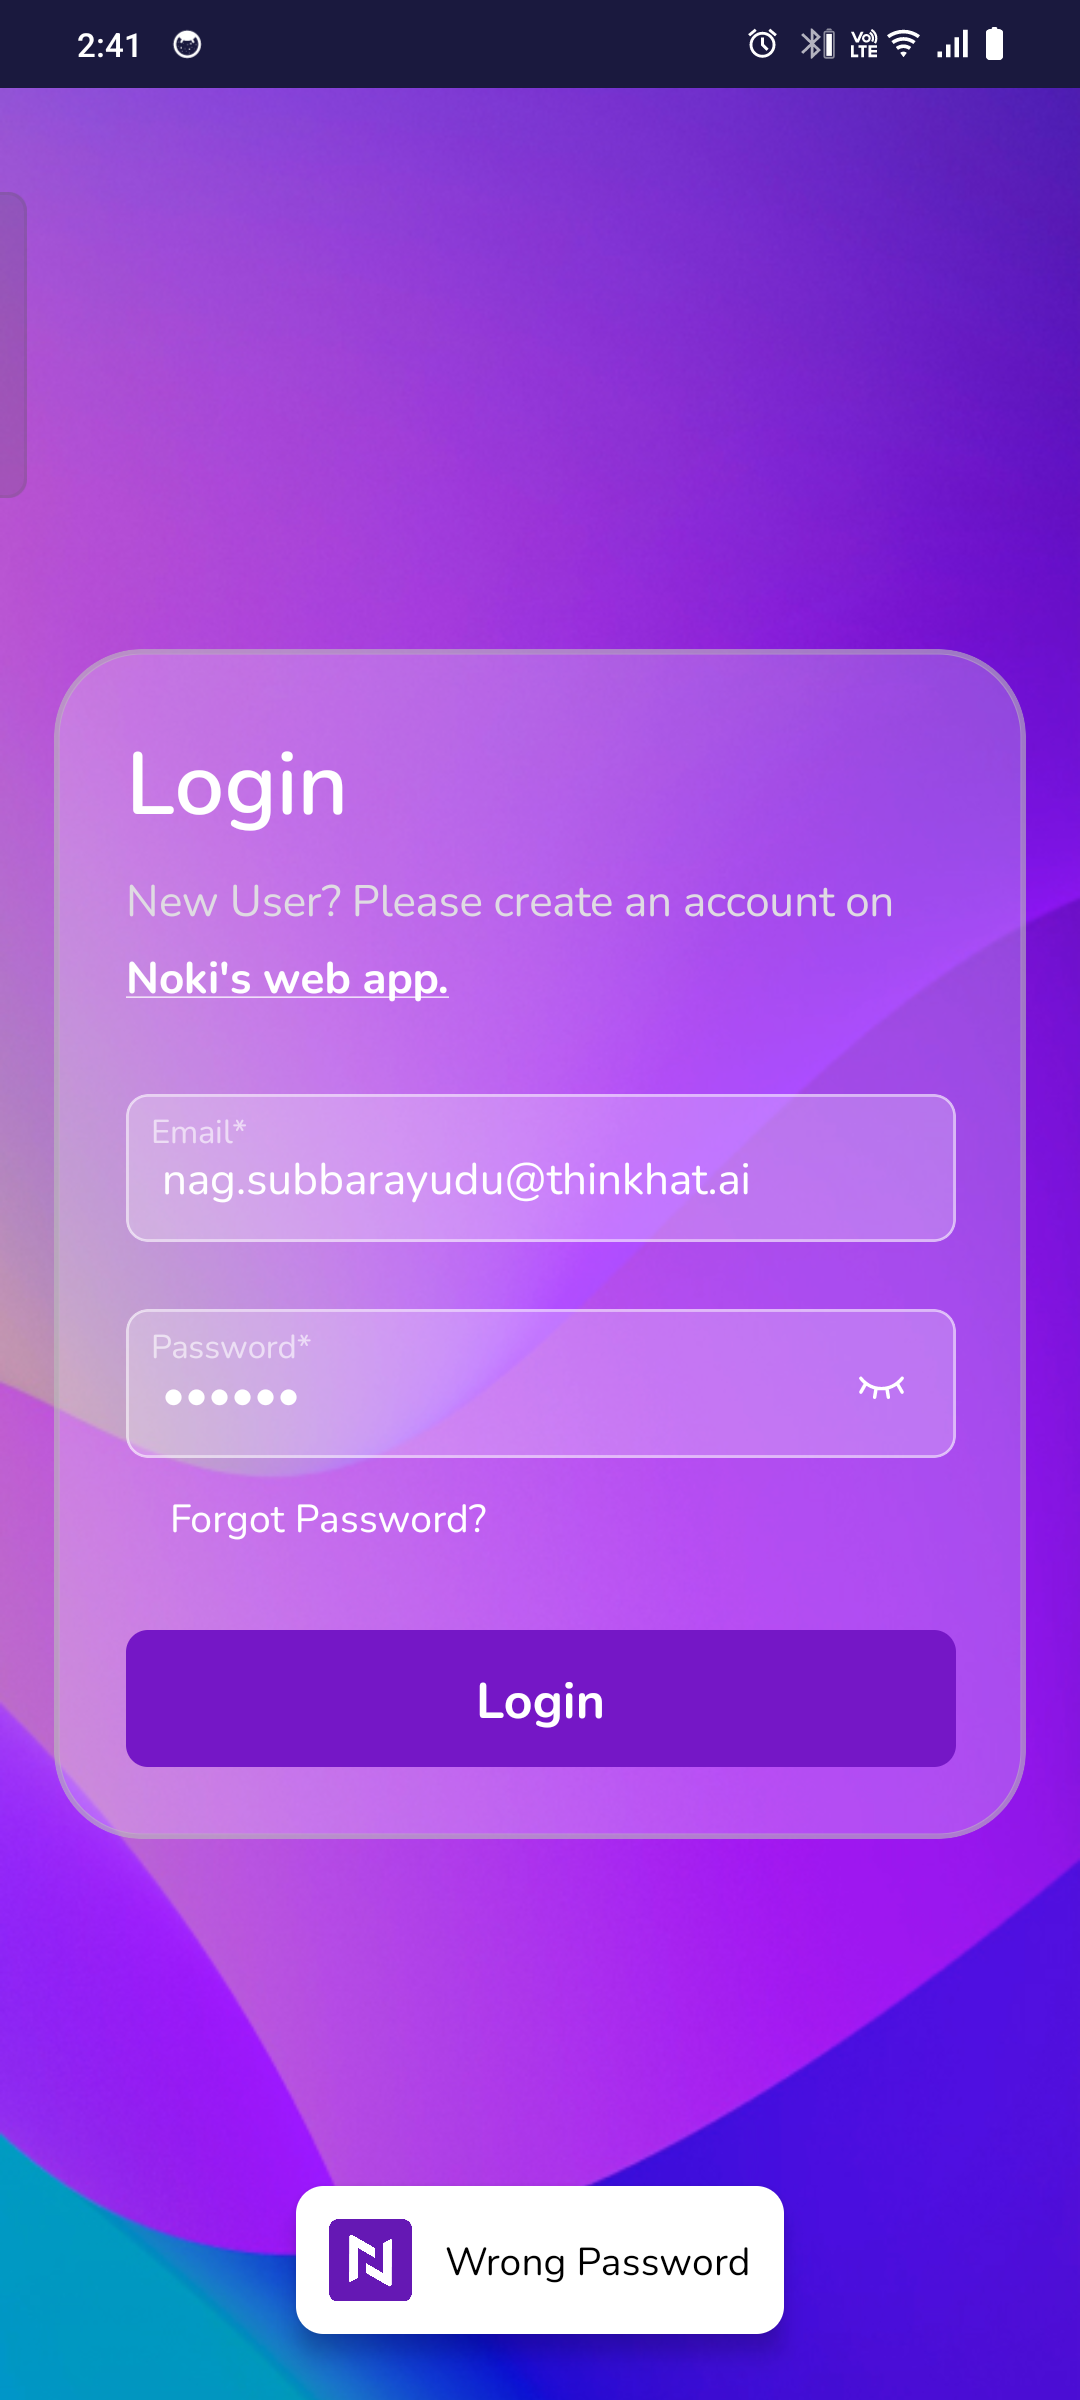 2:41
Vo) LTE
Login
New User? Please create an account on
Noki's web app.
Email*
nag.subbarayudu@thinkhat.ai
Password*
••••••
Forgot Password?
Login
Wrong Password